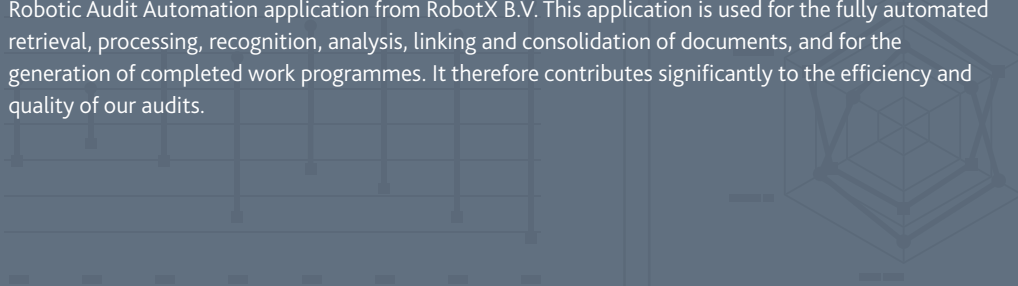 Robotic Audit Automation application from RobotX B.V. This application is used for the fully automated
retrieval, processing, recognition, analysis, linking and consolidation of documents, and for the
generation of completed work programmes. It therefore contributes significantly to the efficiency and
quality of our audits.